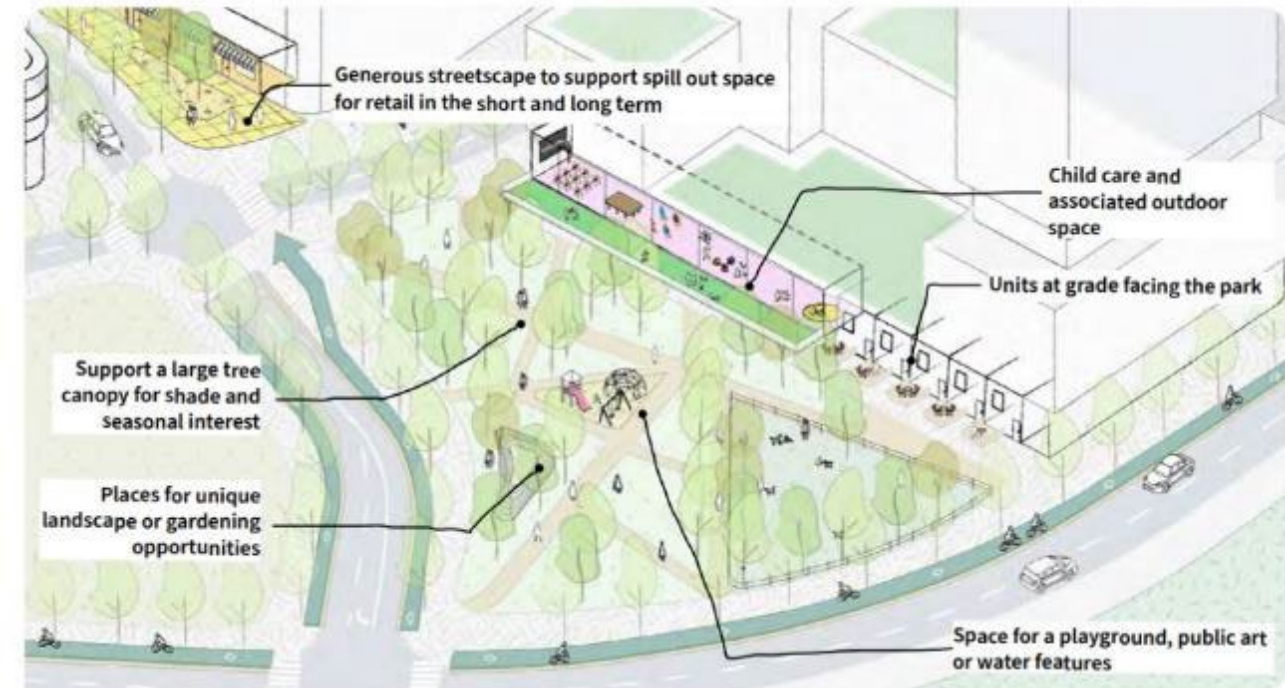 Generous streetscape to support spill out space
for retail in the short and long term
Child care and
associated outdoor
space
Units at grade facing the park
Support a large tree
canopy for shade and
seasonal interest
Places for unique
landscape or gardening
opportunities
Space for a playground, public art
or water features